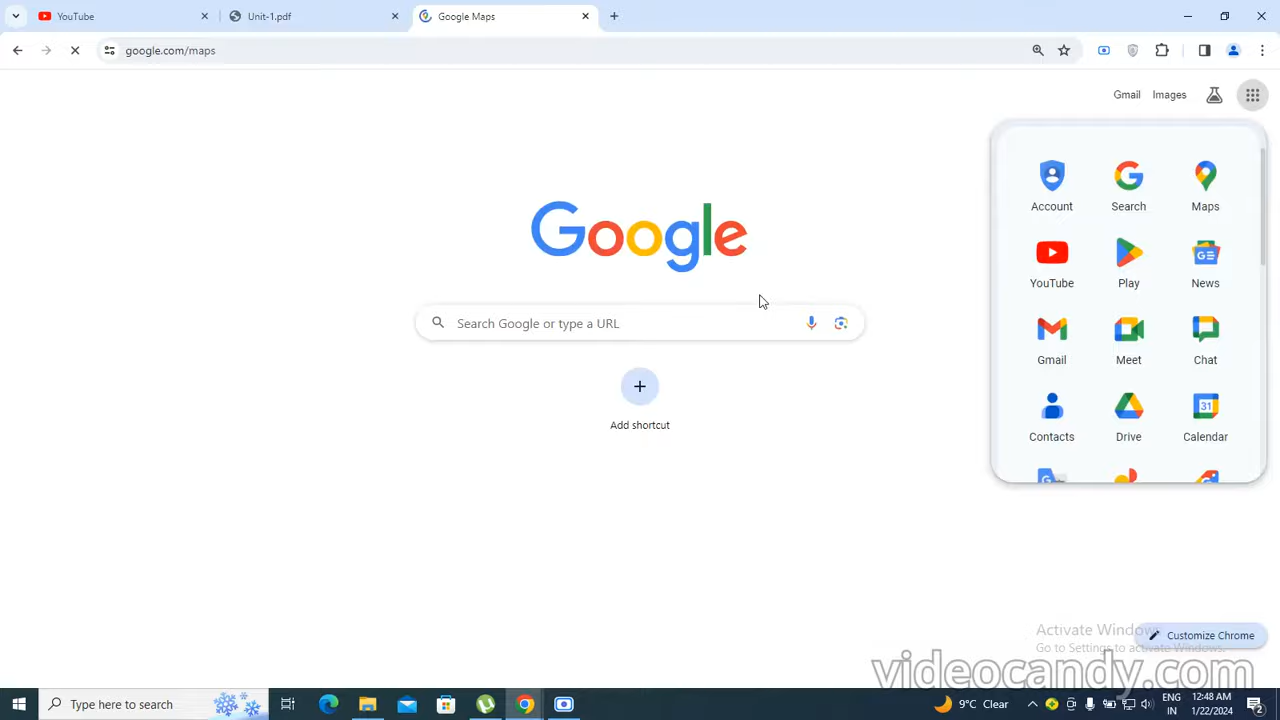 YouTube
Unit-1.pdf
Google Maps
google.com/maps
Gmail
Images
Google
Search Google or type a URL
Add shortcut
Account
Search
Maps
YouTube
Play
News
Gmail
Meet
Chat
Contacts
Drive
31
Calendar
Activate Windows
Go to Settings to activate Windows.
Customize Chrome
videocandy.com
Type here to search
9°C Clear
ENG
IN
12:48 AM
1/22/2024
2